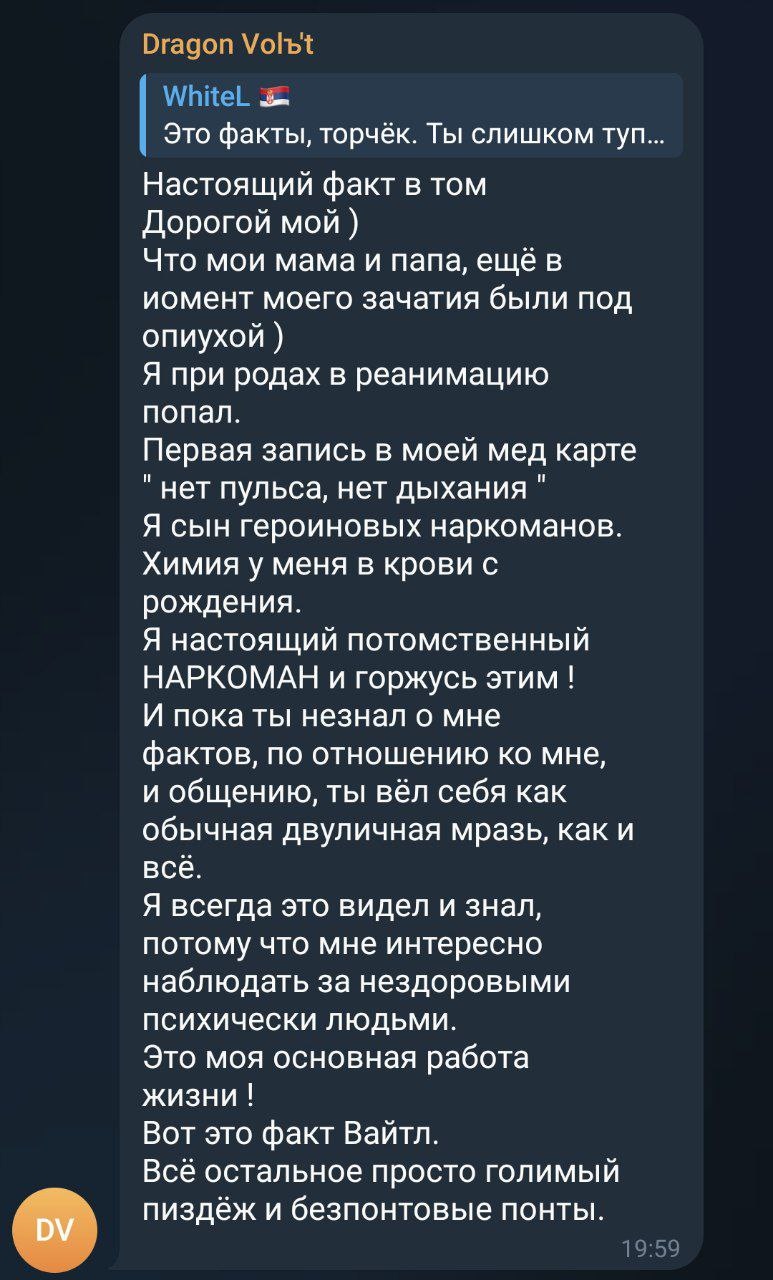 Dragon Volъ't
WhiteL 🇷🇸
Это факты, торчёк. Ты слишком туп...
Настоящий факт в том
Дорогой мой )
Что мои мама и папа, ещё в
иомент моего зачатия были под
опиухой )
Я при родах в реанимацию
попал.
Первая запись в моей мед карте
" нет пульса, нет дыхания "
Я сын героиновых наркоманов.
Химия у меня в крови с
рождения.
Я настоящий потомственный
НАРКОМАН и горжусь этим !
И пока ты незнал о мне
фактов, по отношению ко мне,
и общению, ты вёл себя как
обычная двуличная мразь, как и
всё.
Я всегда это видел и знал,
потому что мне интересно
наблюдать за нездоровыми
психически людьми.
Это моя основная работа
жизни !
Вот это факт Вайтл.
Всё остальное просто голимый
пиздёж и безпонтовые понты.
DV
19:59